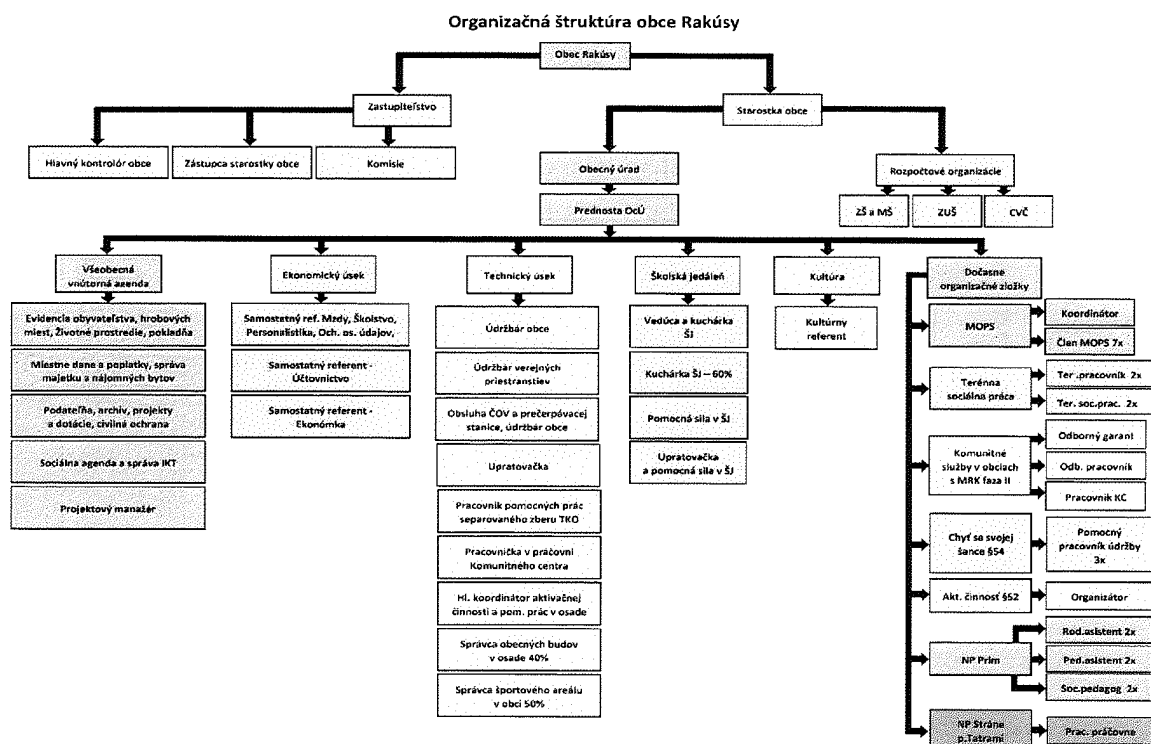 Organizačná štruktúra obce Rakúsy
Obec Rakúsy
Zastupiteľstvo
Starostka obce
Hlavný kontrolór obce
Zástupca starostky obce
Komisie
Obecný úrad
Rozpočtové organizácie
Prednosta OcÚ
ZŠ a MŠ
ZUŠ
CVČ
Všeobecná
vnútorná agenda
Evidencia obyvateľstva, hrobových
miest, Životné prostredie, pokladňa
Miestne dane a poplatky, správa
majetku a nájomných bytov
Podateľňa, archív, projekty
a dotácie, civilná ochrana
Sociálna agenda a správa IKT
Projektový manažér
Ekonomický úsek
Samostatný ref. Mzdy, Školstvo,
Personalistika, Och. os. údajov,
Samostatný referent -
Účtovníctvo
Samostatný referent -
Ekonómka
Technický úsek
Údržbár obce
Údržbár verejných
priestranstiev
Obsluha ČOV a prečerpávacej
stanice, údržbár obce
Upratovačka
Pracovník pomocných prác
separovaného zberu TKO
Pracovníčka v práčovni
Komunitného centra
Hl. koordinátor aktivačnej
činnosti a pom. prác v osade
Správca obecných budov
v osade 40%
Správca športového areálu
v obci 50%
Školská jedáleň
Vedúca a kuchárka
ŠJ
Kuchárka ŠJ – 60%
Pomocná sila v ŠJ
Upratovačka
a pomocná sila v ŠJ
Kultúra
Kultúrny
referent
Dočasne
organizačné zložky
MOPS
Koordinátor
Člen MOPS 7x
Terénna
sociálna práca
Ter .pracovník 2x
Ter. soc.prac. 2x
Komunitné
služby v obciach
s MRK faza II
Odborný garant
Odb. pracovník
Pracovník KC
Chyť sa svojej
šance §54
Pomocný
pracovník údržby
3x
Akt. činnosť §52
Organizátor
NP Prim
Rod.asistent 2x
Ped.asistent 2x
Soc.pedagog 2x
NP Stráne
p.Tatrami
Prac. práčovne